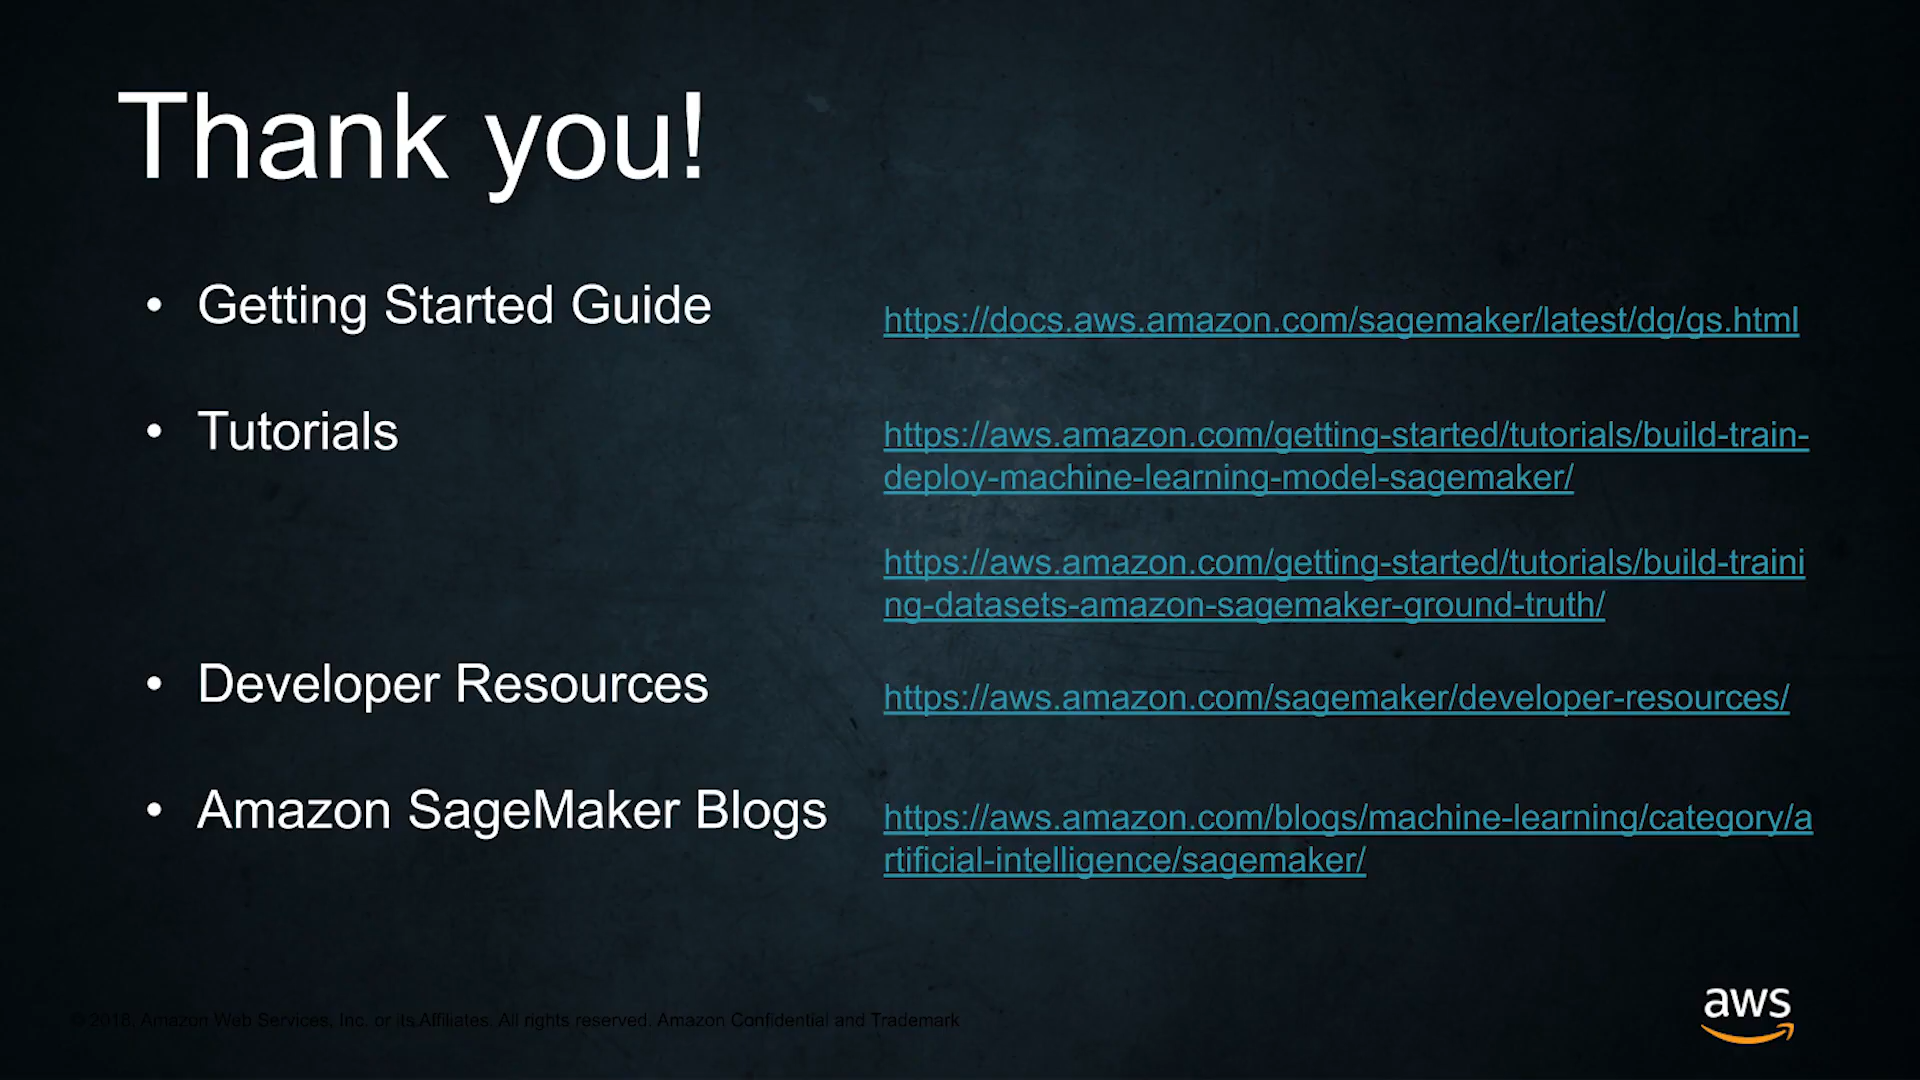 Thank you!
• Getting Started Guide
https://docs.aws.amazon.com/sagemaker/latest/dg/gs.html
• Tutorials
https://aws.amazon.com/getting-started/tutorials/build-train-
deploy-machine-learning-model-sagemaker/
https://aws.amazon.com/getting-started/tutorials/build-traini
ng-datasets-amazon-sagemaker-ground-truth/
• Developer Resources
https://aws.amazon.com/sagemaker/developer-resources/
• Amazon SageMaker Blogs
https://aws.amazon.com/blogs/machine-learning/category/a
rtificial-intelligence/sagemaker/
© 2018, Amazon Web Services, Inc. or its Affiliates. All rights reserved. Amazon Confidential and Trademark
aws